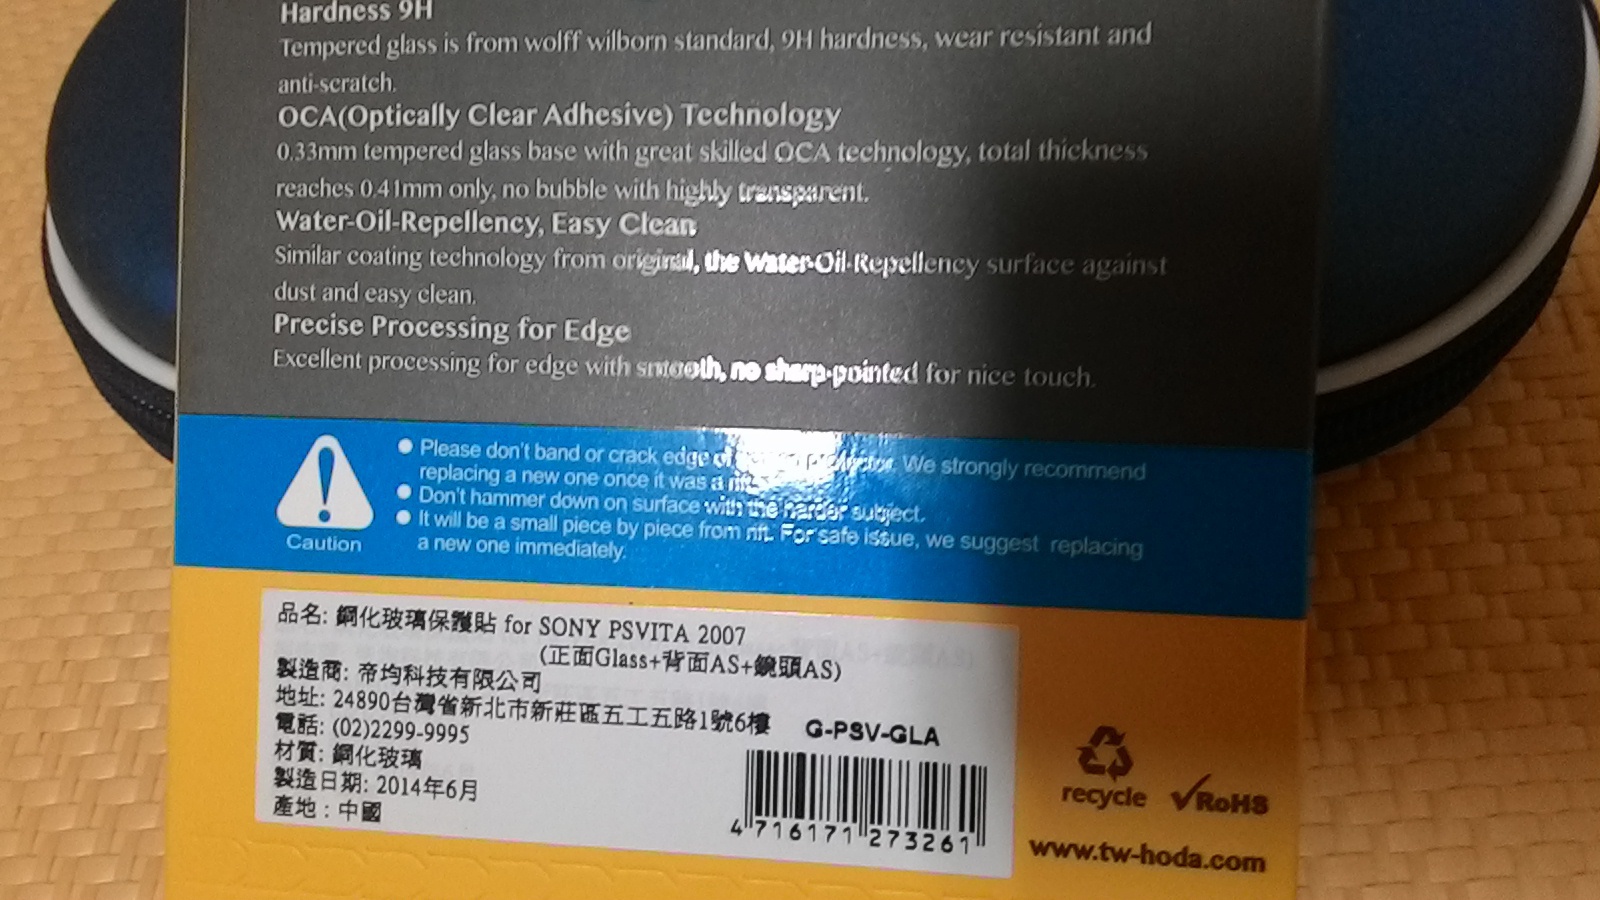 Hardness 9H
Tempered glass is from wolff wilborn standard, 9H hardness, wear resistant and
anti-scratch.
OCA(Optically Clear Adhesive) Technology
0.33mm tempered glass base with great skilled OCA technology, total thickness
reaches 0.41mm only, no bubble with highly transparent.
Water-Oil-Repellency, Easy Clean
Similar coating technology from original, the Water-Oil-Repellency surface against
dust and easy clean.
Precise Processing for Edge
Excellent processing for edge with smooth, no sharp-pointed for nice touch.
Caution
● Please don't band or crack edge of We strongly recommend
replacing a new one once it was a
● Don't hammer down on surface with the harder subject.
● It will be a small piece by piece from rift. For safe issue, we suggest replacing
a new one immediately.
品名: 鋼化玻璃保護貼 for SONY PSVITA 2007
(正面Glass+背面AS+鏡頭AS)
製造商: 帝均科技有限公司
地址: 24890台灣省新北市新莊區五工五路1號6樓
電話: (02)2299-9995
材質: 鋼化玻璃
製造日期: 2014年6月
產地 : 中國
G-PSV-GLA
4 716171 273261
recycle
RoHS
www.tw-hoda.com